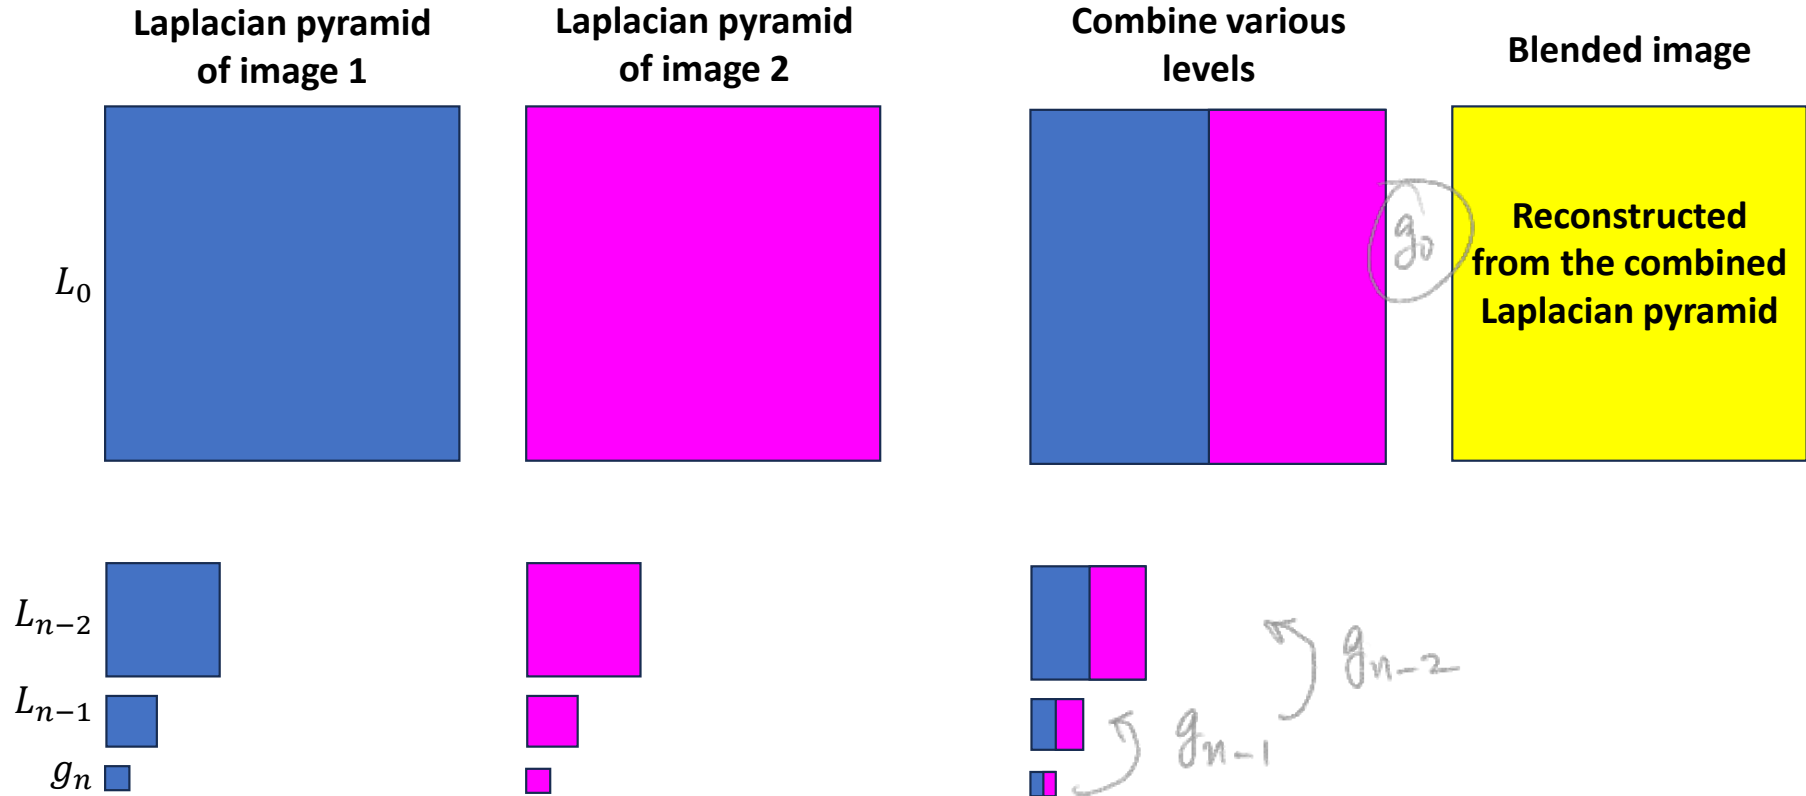 Laplacian pyramid
of image 1
Laplacian pyramid
of image 2
Combine various
levels
Blended image
L₀
g₀
Reconstructed
from the combined
Laplacian pyramid
Lₙ₋₂
gₙ₋₂
Lₙ₋₁
gₙ₋₁
gₙ